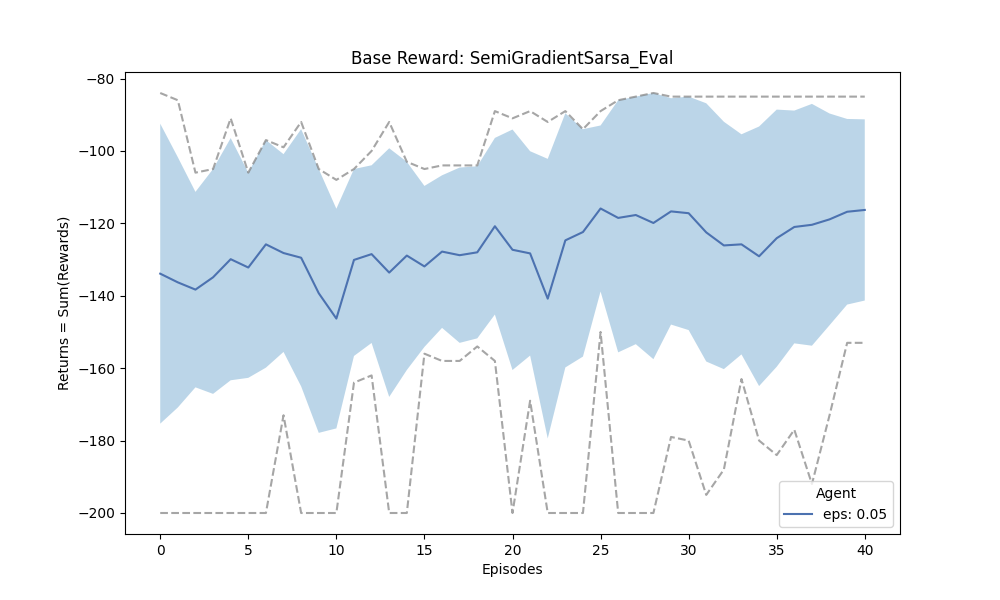 Base Reward: SemiGradientSarsa_Eval
Returns = Sum(Rewards)
−80
−100
−120
−140
−160
−180
−200
Agent
eps: 0.05
0 5 10 15 20 25 30 35 40
Episodes